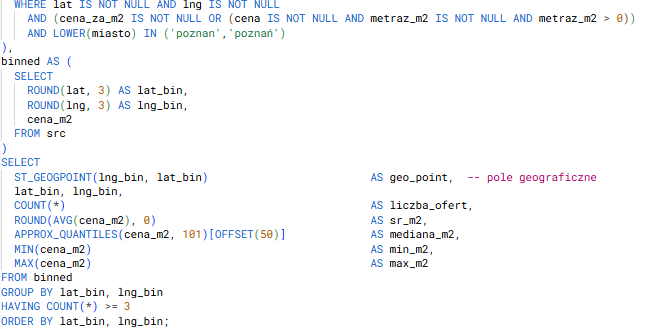 WHERE lat IS NOT NULL AND lng IS NOT NULL
AND (cena_za_m2 IS NOT NULL OR (cena IS NOT NULL AND metraz_m2 IS NOT NULL AND metraz_m2 > 0))
AND LOWER(miasto) IN ('poznan','poznań')
),
binned AS (
SELECT
ROUND(lat, 3) AS lat_bin,
ROUND(lng, 3) AS lng_bin,
cena_m2
FROM src
)
SELECT
ST_GEOGPOINT(lng_bin, lat_bin) AS geo_point, -- pole geograficzne
lat_bin, lng_bin,
COUNT(*) AS liczba_ofert,
ROUND(AVG(cena_m2), 0) AS sr_m2,
APPROX_QUANTILES(cena_m2, 101)[OFFSET(50)] AS mediana_m2,
MIN(cena_m2) AS min_m2,
MAX(cena_m2) AS max_m2
FROM binned
GROUP BY lat_bin, lng_bin
HAVING COUNT(*) >= 3
ORDER BY lat_bin, lng_bin;